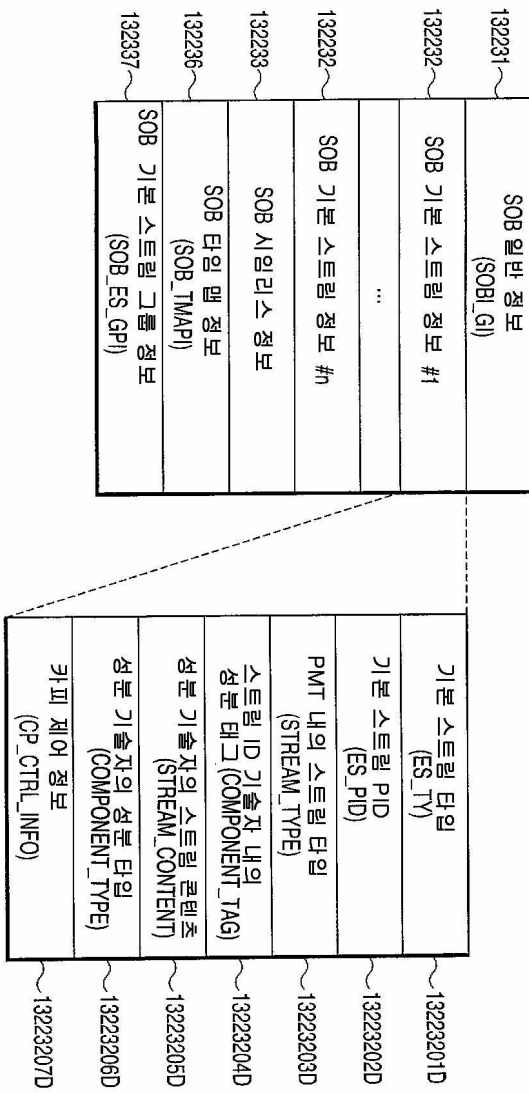 132231
SOB 일반 정보
(SOBI_GI)
132232
SOB 기본 스트림 정보 #1
...
132232
SOB 기본 스트림 정보 #n
132233
SOB 시임리스 정보
132236
SOB 타임 맵 정보
(SOB_TMAPI)
132337
SOB 기본 스트림 그룹 정보
(SOB_ES_GPI)
기본 스트림 타입
(ES_TY)
13223201D
기본 스트림 PID
(ES_PID)
13223202D
PMT 내의 스트림 타입
(STREAM_TYPE)
13223203D
스트림 ID 기술자 내의
성분 태그(COMPONENT_TAG)
13223204D
성분 기술자의 스트림 콘텐츠
(STREAM_CONTENT)
13223205D
성분 기술자의 성분 타입
(COMPONENT_TYPE)
13223206D
카피 제어 정보
(CP_CTRL_INFO)
13223207D